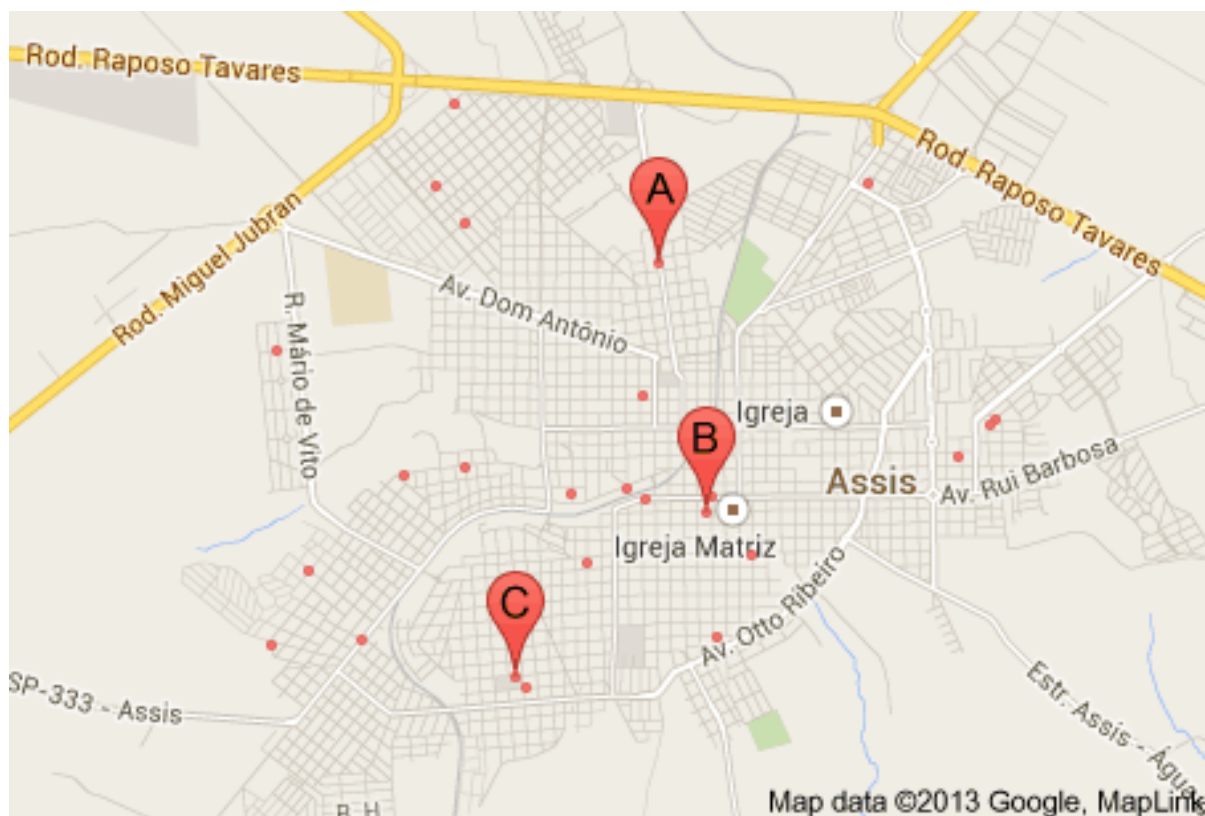 Rod. Raposo Tavares
A
Rod. Raposo Tavares
Rod. Miguel Jubran
Av. Dom Antônio
R. Mário de Vito
B
Igreja
Assis
Av. Rui Barbosa
Igreja Matriz
C
Av. Otto Ribeiro
SP-333 - Assis
Estr. Assis - Água
R. H
Map data ©2013 Google, MapLink